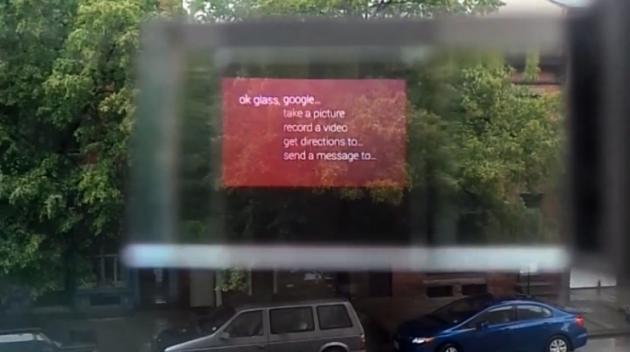 ok glass, google...
take a picture
record a video
get directions to...
send a message to...